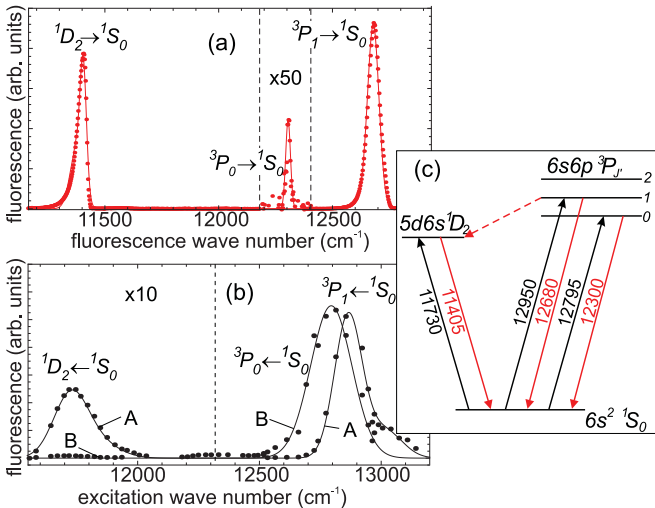 fluorescence (arb. units)
¹D₂→¹S₀
(a)
³P₁→¹S₀
x50
³P₀→¹S₀
11500 12000 12500
fluorescence wave number (cm⁻¹)
fluorescence (arb. units)
x10
(b)
³P₁←¹S₀
¹D₂←¹S₀
³P₀←¹S₀
A
B
B
A
12000 12500 13000
excitation wave number (cm⁻¹)
(c)
6s6p ³P_J'
2
1
0
5d6s¹D₂
11730
11405
12950
12680
12795
12300
6s² ¹S₀